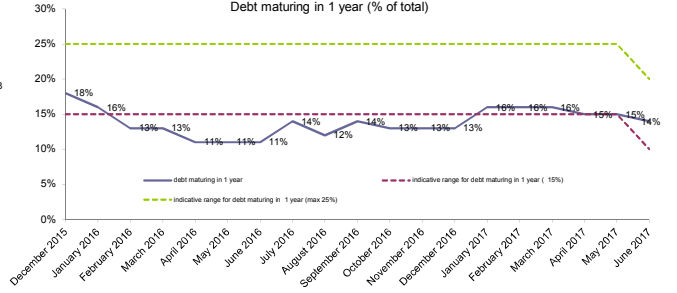 Debt maturing in 1 year (% of total)
30%
25%
20%
15%
10%
5%
0%
18%
16%
13%
13%
11%
11%
11%
14%
12%
14%
13%
13%
13%
16%
16%
16%
15%
15%
14%
debt maturing in 1 year
indicative range for debt maturing in 1 year ( 15%)
indicative range for debt maturing in 1 year (max 25%)
December 2015
January 2016
February 2016
March 2016
April 2016
May 2016
June 2016
July 2016
August 2016
September 2016
October 2016
November 2016
December 2016
January 2017
February 2017
March 2017
April 2017
May 2017
June 2017